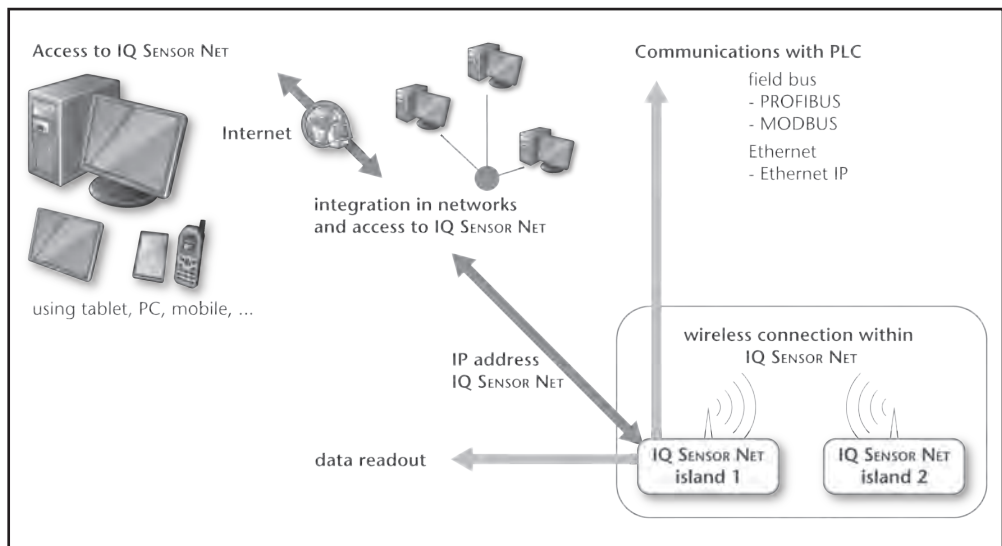 Access to IQ SENSOR NET
Internet
integration in networks
and access to IQ SENSOR NET
using tablet, PC, mobile, ...
Communications with PLC
field bus
- PROFIBUS
- MODBUS
Ethernet
- Ethernet IP
IP address
IQ SENSOR NET
data readout
wireless connection within
IQ SENSOR NET
IQ SENSOR NET
island 1
IQ SENSOR NET
island 2